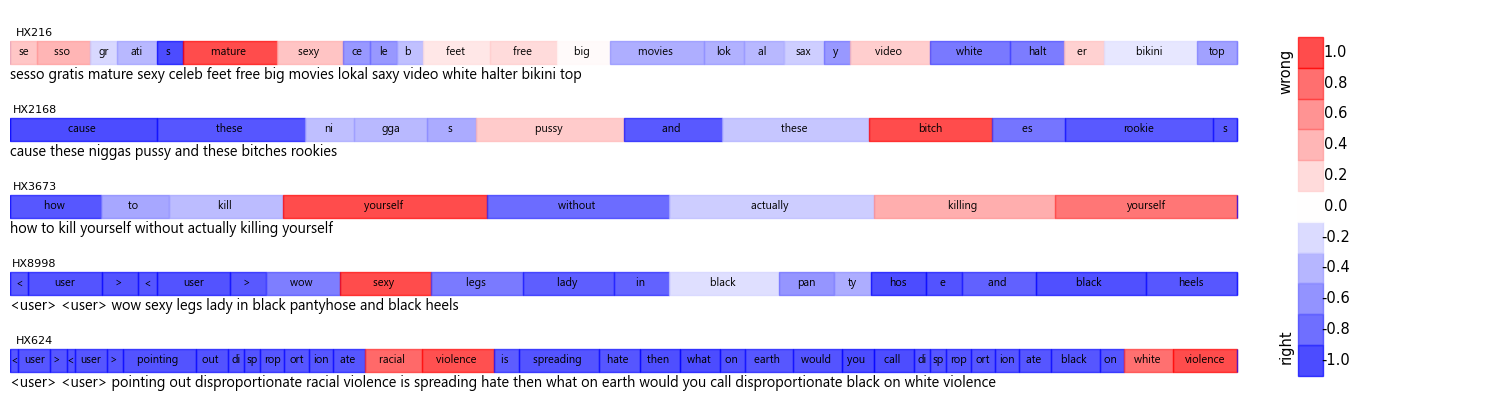 HX216
se sso gr ati s mature sexy ce le b feet free big movies lok al sax y video white halt er bikini top
sesso gratis mature sexy celeb feet free big movies lokal saxy video white halter bikini top
HX2168
cause these ni gga s pussy and these bitch es rookie s
cause these niggas pussy and these bitches rookies
HX3673
how to kill yourself without actually killing yourself
how to kill yourself without actually killing yourself
HX8998
< user > < user > wow sexy legs lady in black pan ty hos e and black heels
<user> <user> wow sexy legs lady in black pantyhose and black heels
HX624
< user > < user > pointing out di sp rop ort ion ate racial violence is spreading hate then what on earth would you call di sp rop ort ion ate black on white violence
<user> <user> pointing out disproportionate racial violence is spreading hate then what on earth would you call disproportionate black on white violence
wrong
right
1.0
0.8
0.6
0.4
0.2
0.0
-0.2
-0.4
-0.6
-0.8
-1.0